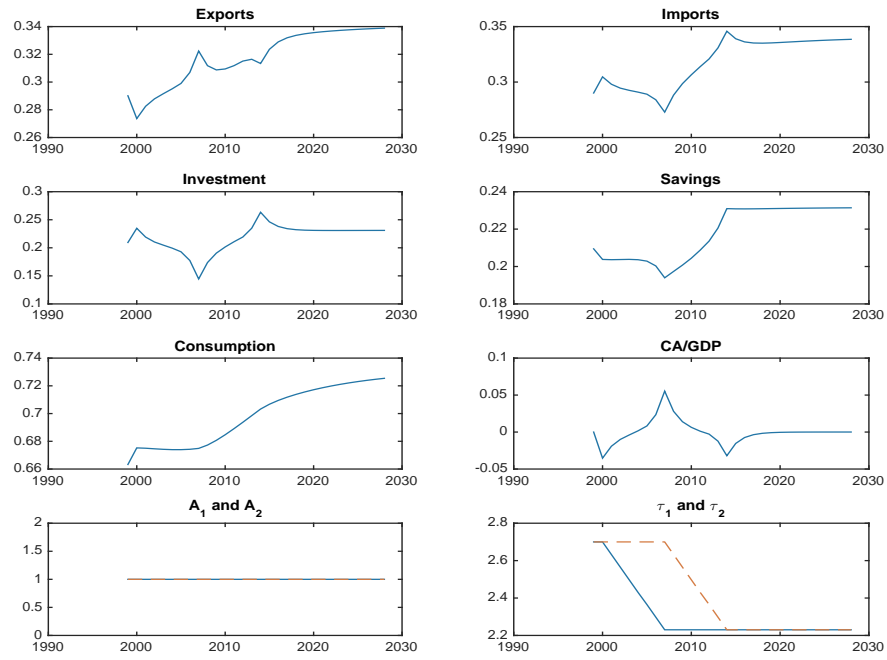 Exports
0.34
0.32
0.3
0.28
0.26
1990 2000 2010 2020 2030
Imports
0.35
0.3
0.25
1990 2000 2010 2020 2030
Investment
0.3
0.25
0.2
0.15
0.1
1990 2000 2010 2020 2030
Savings
0.24
0.22
0.2
0.18
1990 2000 2010 2020 2030
Consumption
0.74
0.72
0.7
0.68
0.66
1990 2000 2010 2020 2030
CA/GDP
0.1
0.05
0
-0.05
1990 2000 2010 2020 2030
A₁ and A₂
2
1.5
1
0.5
0
1990 2000 2010 2020 2030
τ₁ and τ₂
2.8
2.6
2.4
2.2
1990 2000 2010 2020 2030